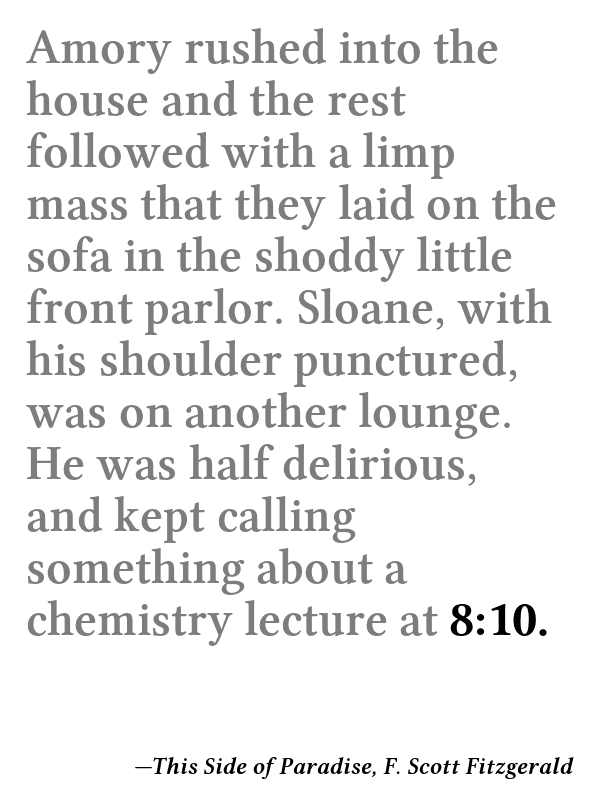 Amory rushed into the
house and the rest
followed with a limp
mass that they laid on the
sofa in the shoddy little
front parlor. Sloane, with
his shoulder punctured,
was on another lounge.
He was half delirious,
and kept calling
something about a
chemistry lecture at 8:10.
—This Side of Paradise, F. Scott Fitzgerald